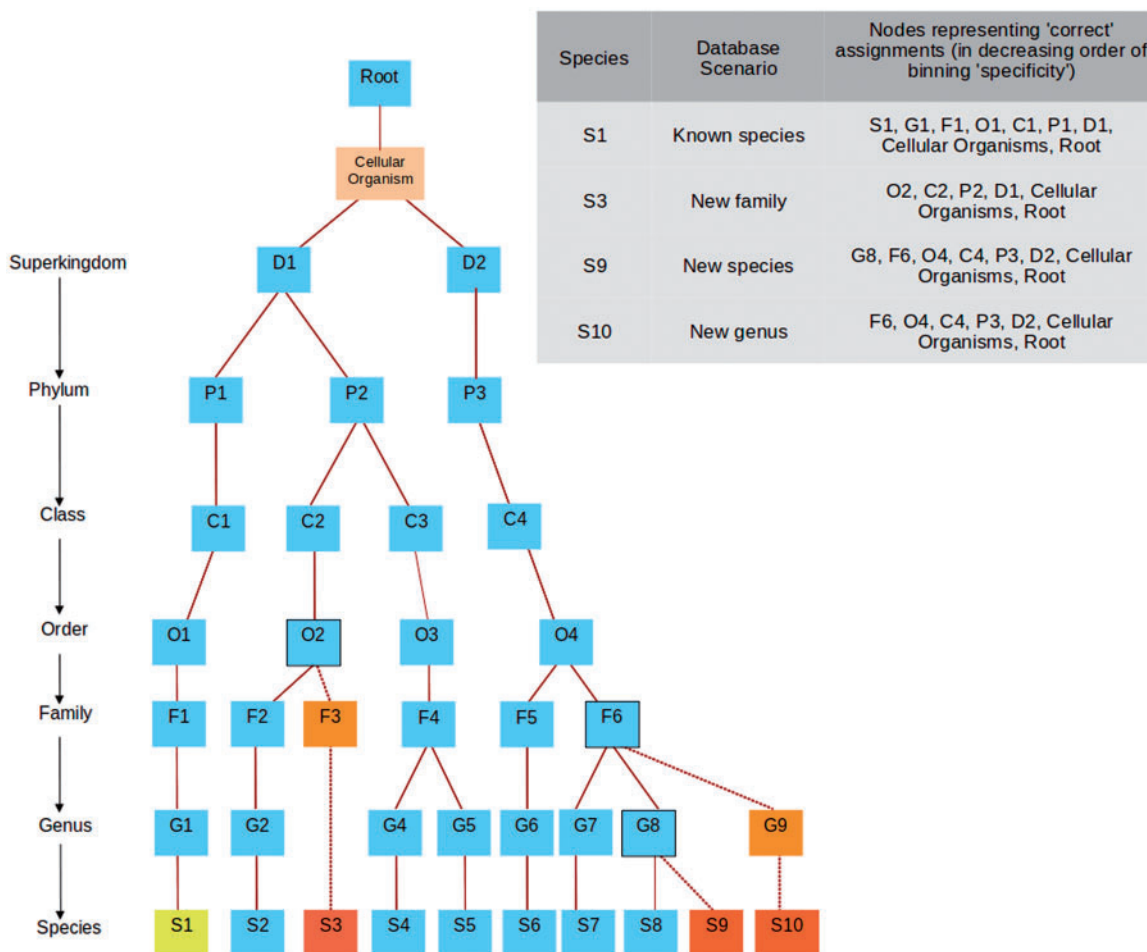 Root
Cellular
Organism
Superkingdom
D1
D2
Phylum
P1
P2
P3
Class
C1
C2
C3
C4
Order
O1
O2
O3
O4
Family
F1
F2
F3
F4
F5
F6
Genus
G1
G2
G4
G5
G6
G7
G8
G9
Species
S1
S2
S3
S4
S5
S6
S7
S8
S9
S10
Species
Database
Scenario
Nodes representing 'correct'
assignments (in decreasing order of
binning 'specificity')
S1
Known species
S1, G1, F1, O1, C1, P1, D1,
Cellular Organisms, Root
S3
New family
O2, C2, P2, D1, Cellular
Organisms, Root
S9
New species
G8, F6, O4, C4, P3, D2, Cellular
Organisms, Root
S10
New genus
F6, O4, C4, P3, D2, Cellular
Organisms, Root